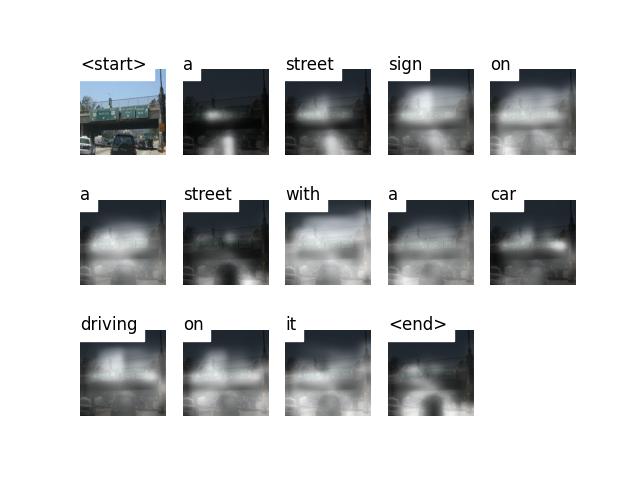 <start> a street sign on
a street with a car
driving on it <end>